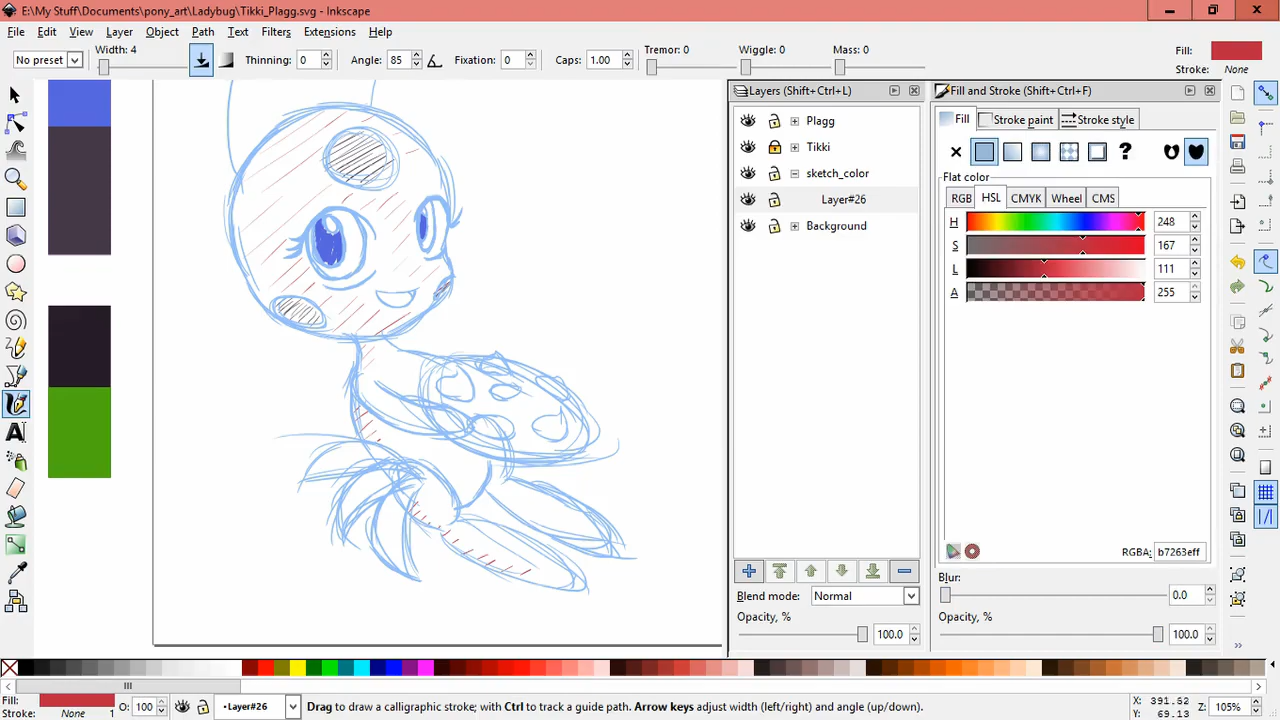 E:\My Stuff\Documents\pony_art\Ladybug\Tikki_Plagg.svg - Inkscape
File Edit View Layer Object Path Text Filters Extensions Help
No preset Width: 4 Thinning: 0 Angle: 85 Fixation: 0 Caps: 1.00 Tremor: 0 Wiggle: 0 Mass: 0 Fill:
Stroke: None
Layers (Shift+Ctrl+L) Fill and Stroke (Shift+Ctrl+F)
Plagg
Tikki
sketch_color
Layer#26
Background
Fill Stroke paint Stroke style
?
Flat color
RGB HSL CMYK Wheel CMS
H 248
S 167
L 111
A 255
RGBA: b7263eff
Blend mode: Normal
Opacity, %
100.0
Blur:
0.0
Opacity, %
100.0
Fill:
Stroke: None 1 O: 100 •Layer#26 Drag to draw a calligraphic stroke; with Ctrl to track a guide path. Arrow keys adjust width (left/right) and angle (up/down). X: 391.62
Y: 69.13 Z: 105%